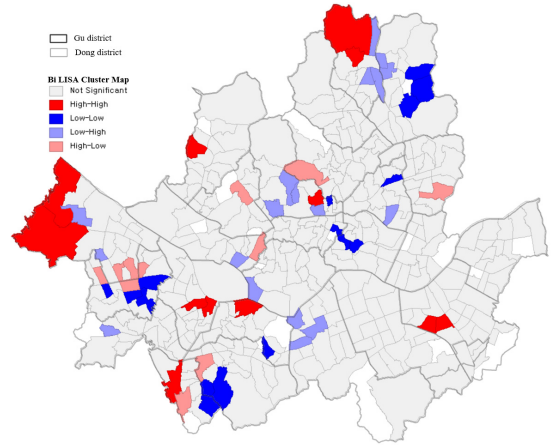 Gu district
Dong district
Bi LISA Cluster Map
Not Significant
High-High
Low-Low
Low-High
High-Low